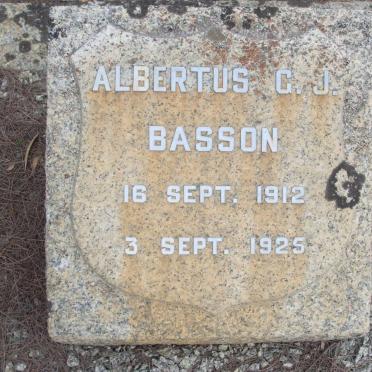 ALBERTUS C. J.
BASSON
16 SEPT. 1912
3 SEPT. 1925